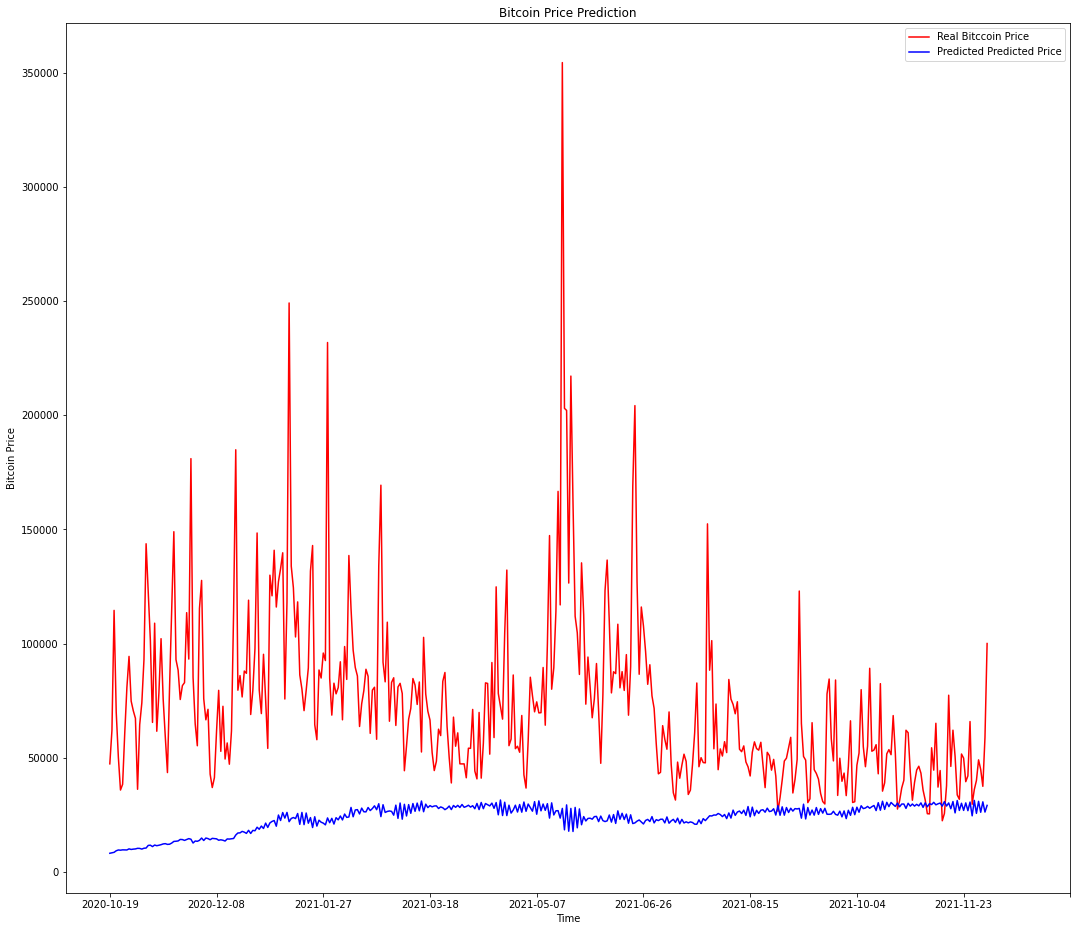 Bitcoin Price Prediction
Real Bitccoin Price
Predicted Predicted Price
350000
300000
250000
200000
150000
100000
50000
0
Bitcoin Price
2020-10-19 2020-12-08 2021-01-27 2021-03-18 2021-05-07 2021-06-26 2021-08-15 2021-10-04 2021-11-23
Time